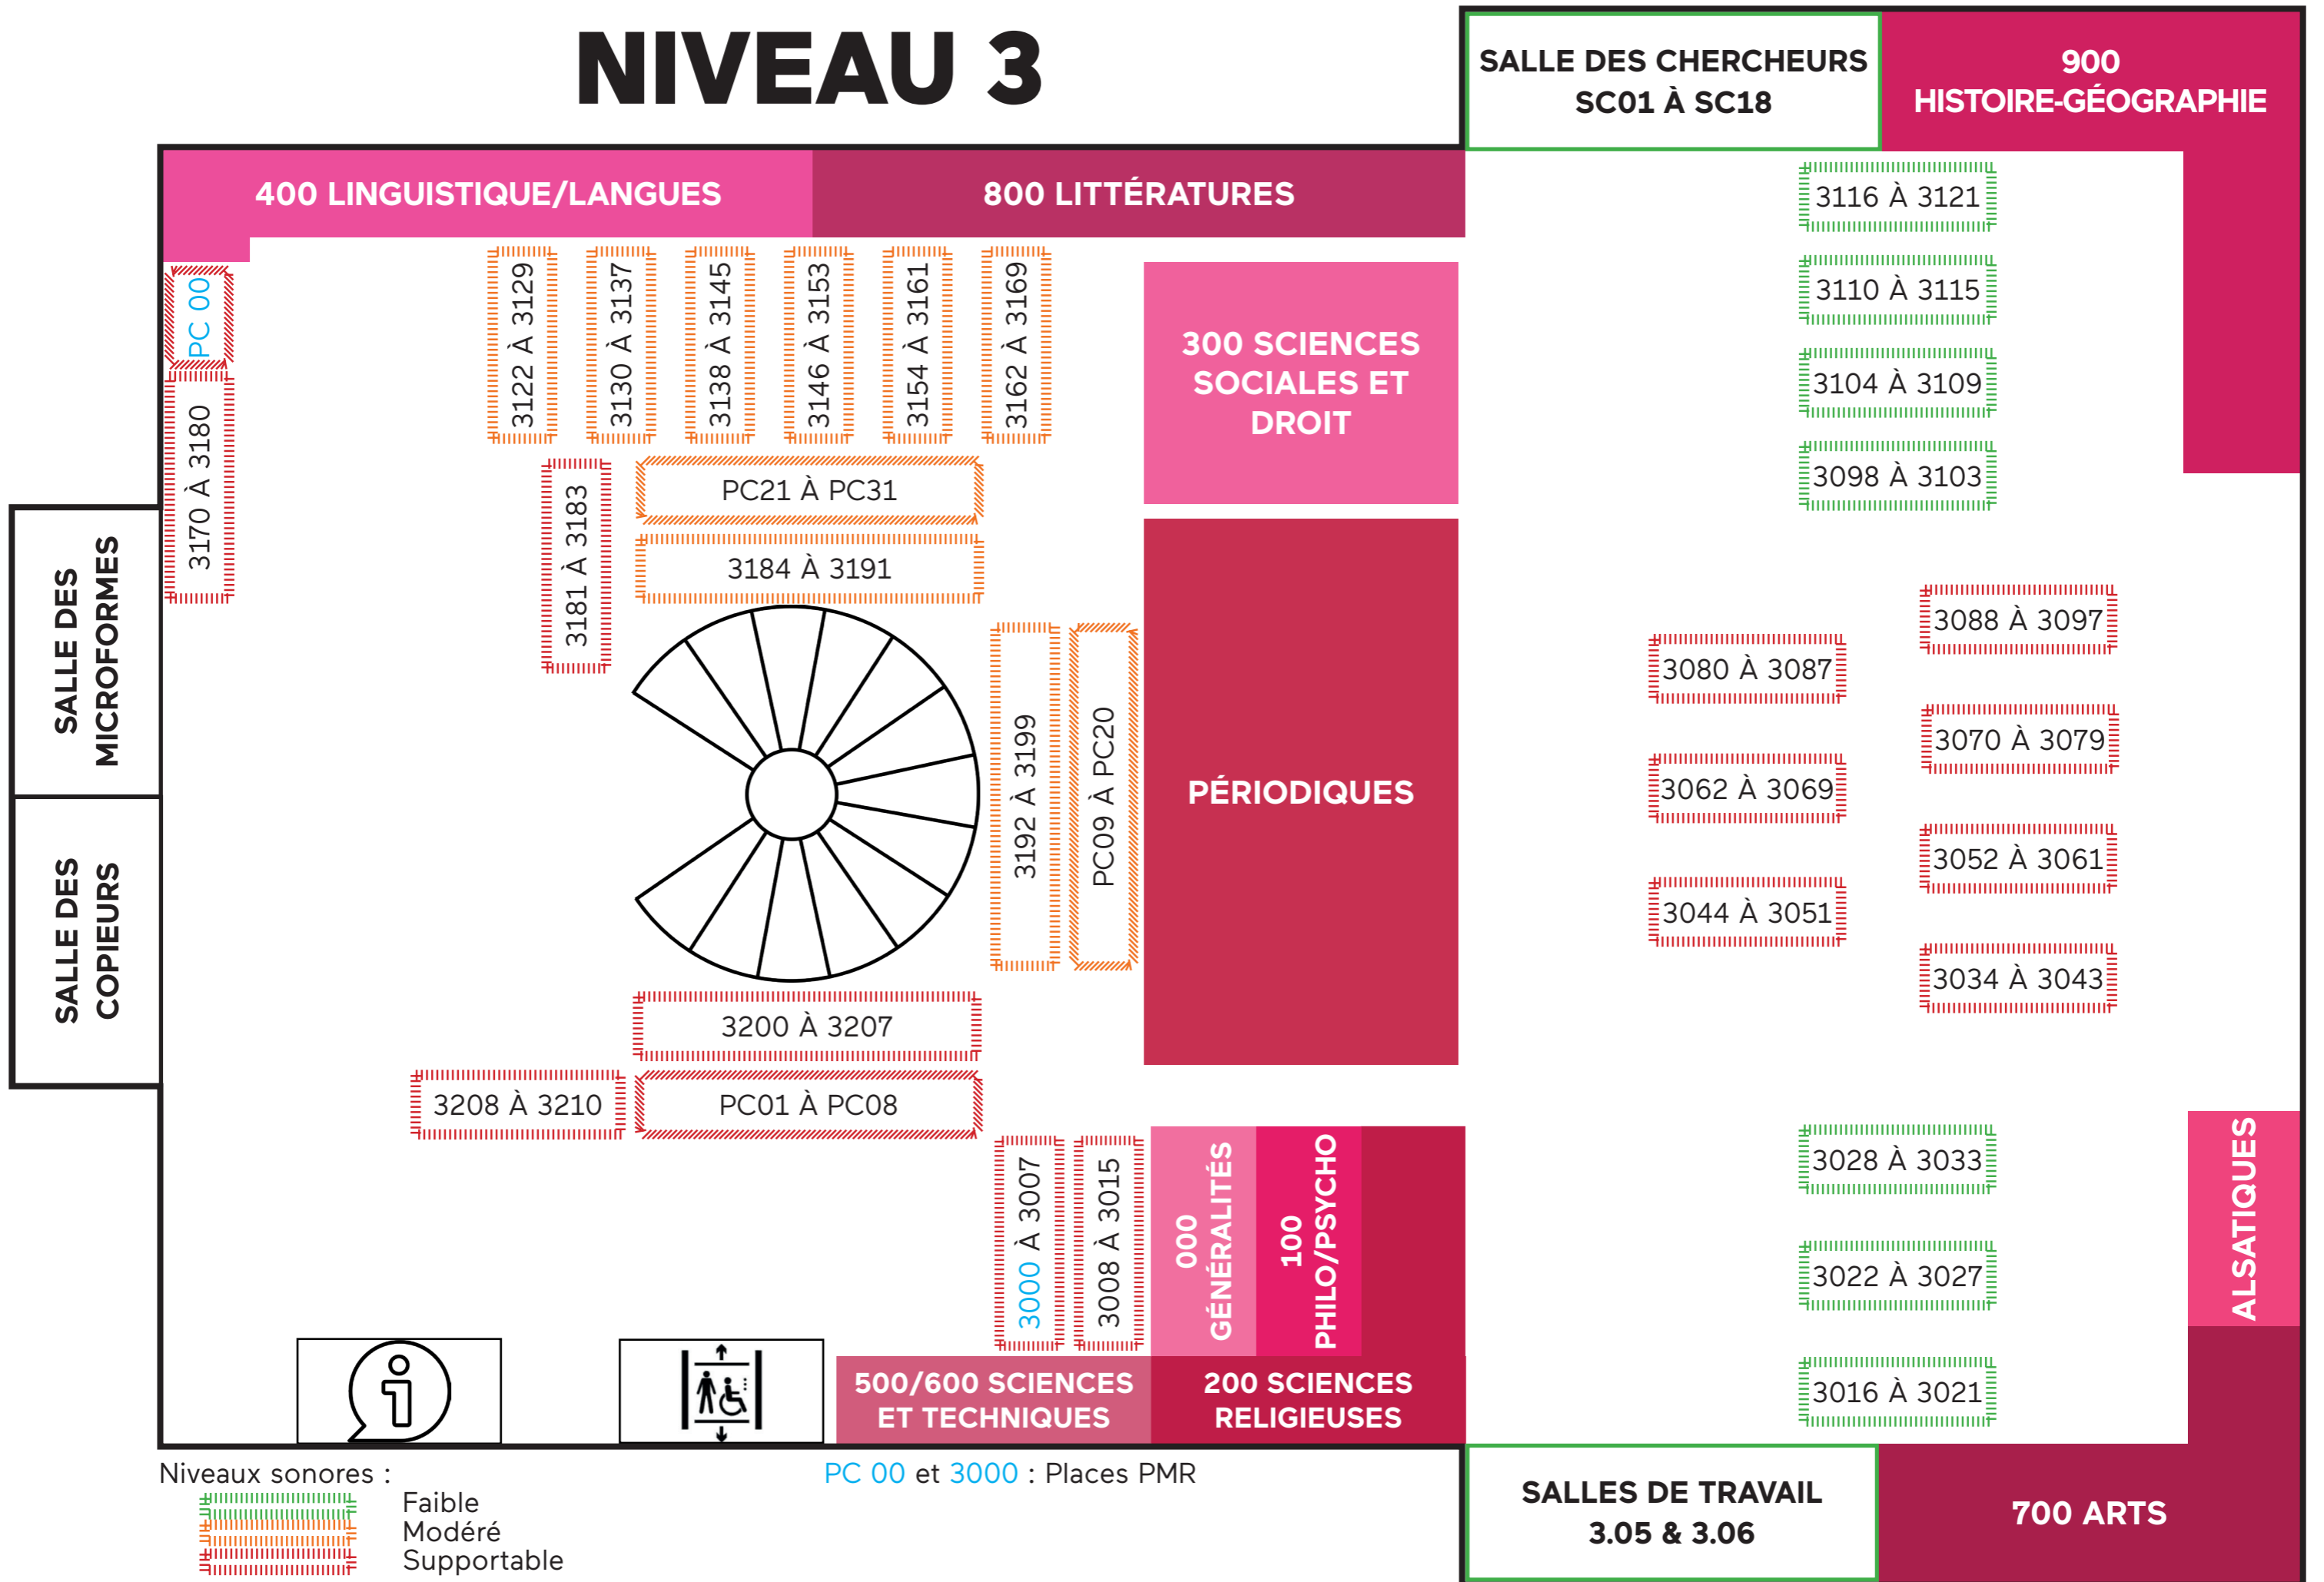 NIVEAU 3
SALLE DES CHERCHEURS
SC01 À SC18
900
HISTOIRE-GÉOGRAPHIE
400 LINGUISTIQUE/LANGUES
800 LITTÉRATURES
PC 00
3170 À 3180
3122 À 3129
3130 À 3137
3138 À 3145
3146 À 3153
3154 À 3161
3162 À 3169
300 SCIENCES
SOCIALES ET
DROIT
3116 À 3121
3110 À 3115
3104 À 3109
3098 À 3103
PC21 À PC31
3181 À 3183
3184 À 3191
SALLE DES
MICROFORMES
SALLE DES
COPIEURS
3192 À 3199
PC09 À PC20
PÉRIODIQUES
3088 À 3097
3080 À 3087
3070 À 3079
3062 À 3069
3052 À 3061
3044 À 3051
3034 À 3043
3200 À 3207
3208 À 3210
PC01 À PC08
3000 À 3007
3008 À 3015
000
GÉNÉRALITÉS
100
PHILO/PSYCHO
3028 À 3033
3022 À 3027
3016 À 3021
ALSATIQUES
500/600 SCIENCES
ET TECHNIQUES
200 SCIENCES
RELIGIEUSES
Niveaux sonores :
Faible
Modéré
Supportable
PC 00 et 3000 : Places PMR
SALLES DE TRAVAIL
3.05 & 3.06
700 ARTS